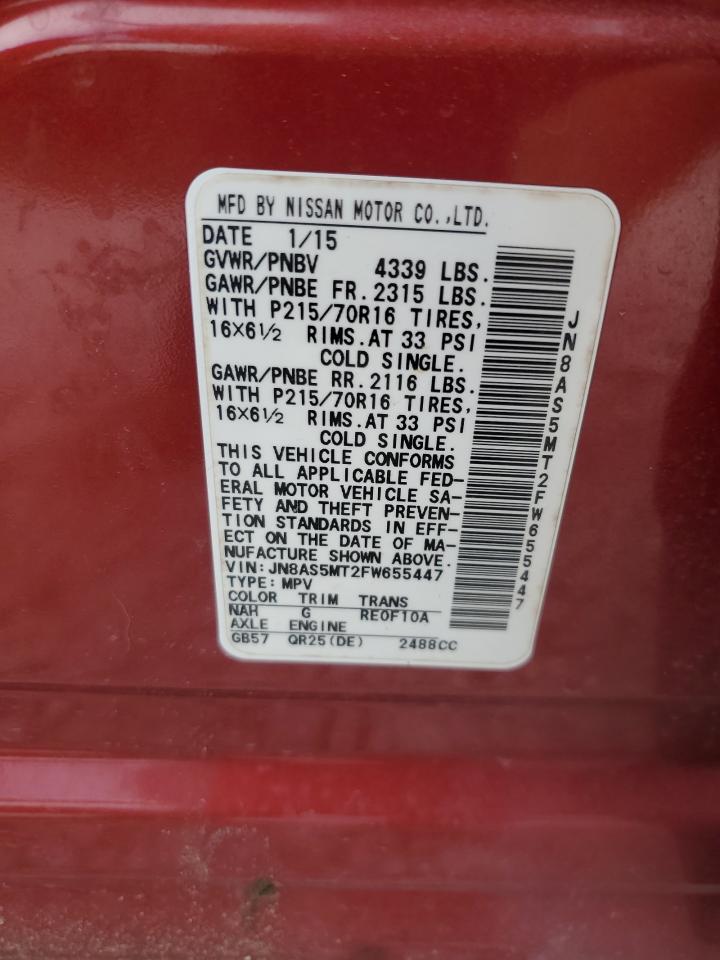 MFD BY NISSAN MOTOR CO.,LTD.
DATE 1/15
GVWR/PNBV 4339 LBS.
GAWR/PNBE FR. 2315 LBS.
WITH P215/70R16 TIRES,
16×6½ RIMS. AT 33 PSI
COLD SINGLE.
GAWR/PNBE RR. 2116 LBS.
WITH P215/70R16 TIRES,
16×6½ RIMS. AT 33 PSI
COLD SINGLE.
THIS VEHICLE CONFORMS
TO ALL APPLICABLE FED-
ERAL MOTOR VEHICLE SA-
FETY AND THEFT PREVEN-
TION STANDARDS IN EFF-
ECT ON THE DATE OF MA-
NUFACTURE SHOWN ABOVE.
VIN: JN8AS5MT2FW655447
TYPE: MPV
COLOR TRIM TRANS
NAH G RE0F10A
AXLE ENGINE
GB57 QR25(DE) 2488CC
JN8AS5MT2FW655447